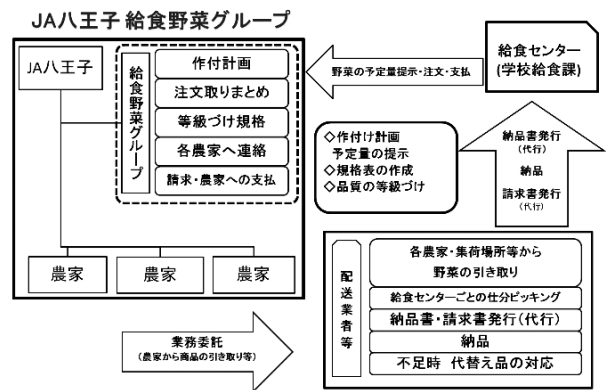 JA八王子 給食野菜グループ
JA八王子
給食野菜グループ
作付計画
注文取りまとめ
等級づけ規格
各農家へ連絡
請求・農家への支払
農家
農家
農家
野菜の予定量提示・注文・支払
給食センター
(学校給食課)
◇作付け計画
予定量の提示
◇規格表の作成
◇品質の等級づけ
納品書発行
(代行)
納品
請求書発行
(代行)
業務委託
(農家から商品の引き取り等)
配送業者等
各農家・集荷場所等から
野菜の引き取り
給食センターごとの仕分ピッキング
納品書・請求書発行(代行)
納品
不足時 代替え品の対応